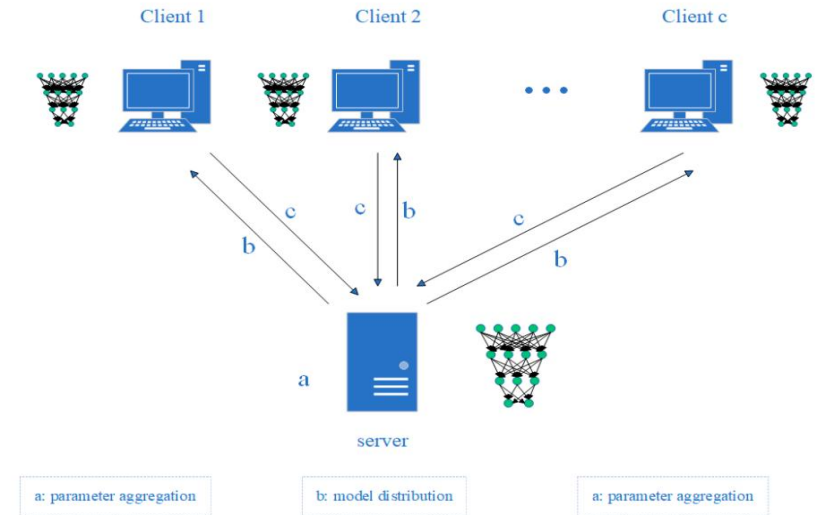 Client 1
Client 2
Client c
c
b
c
b
c
b
a
server
a: parameter aggregation
b: model distribution
a: parameter aggregation